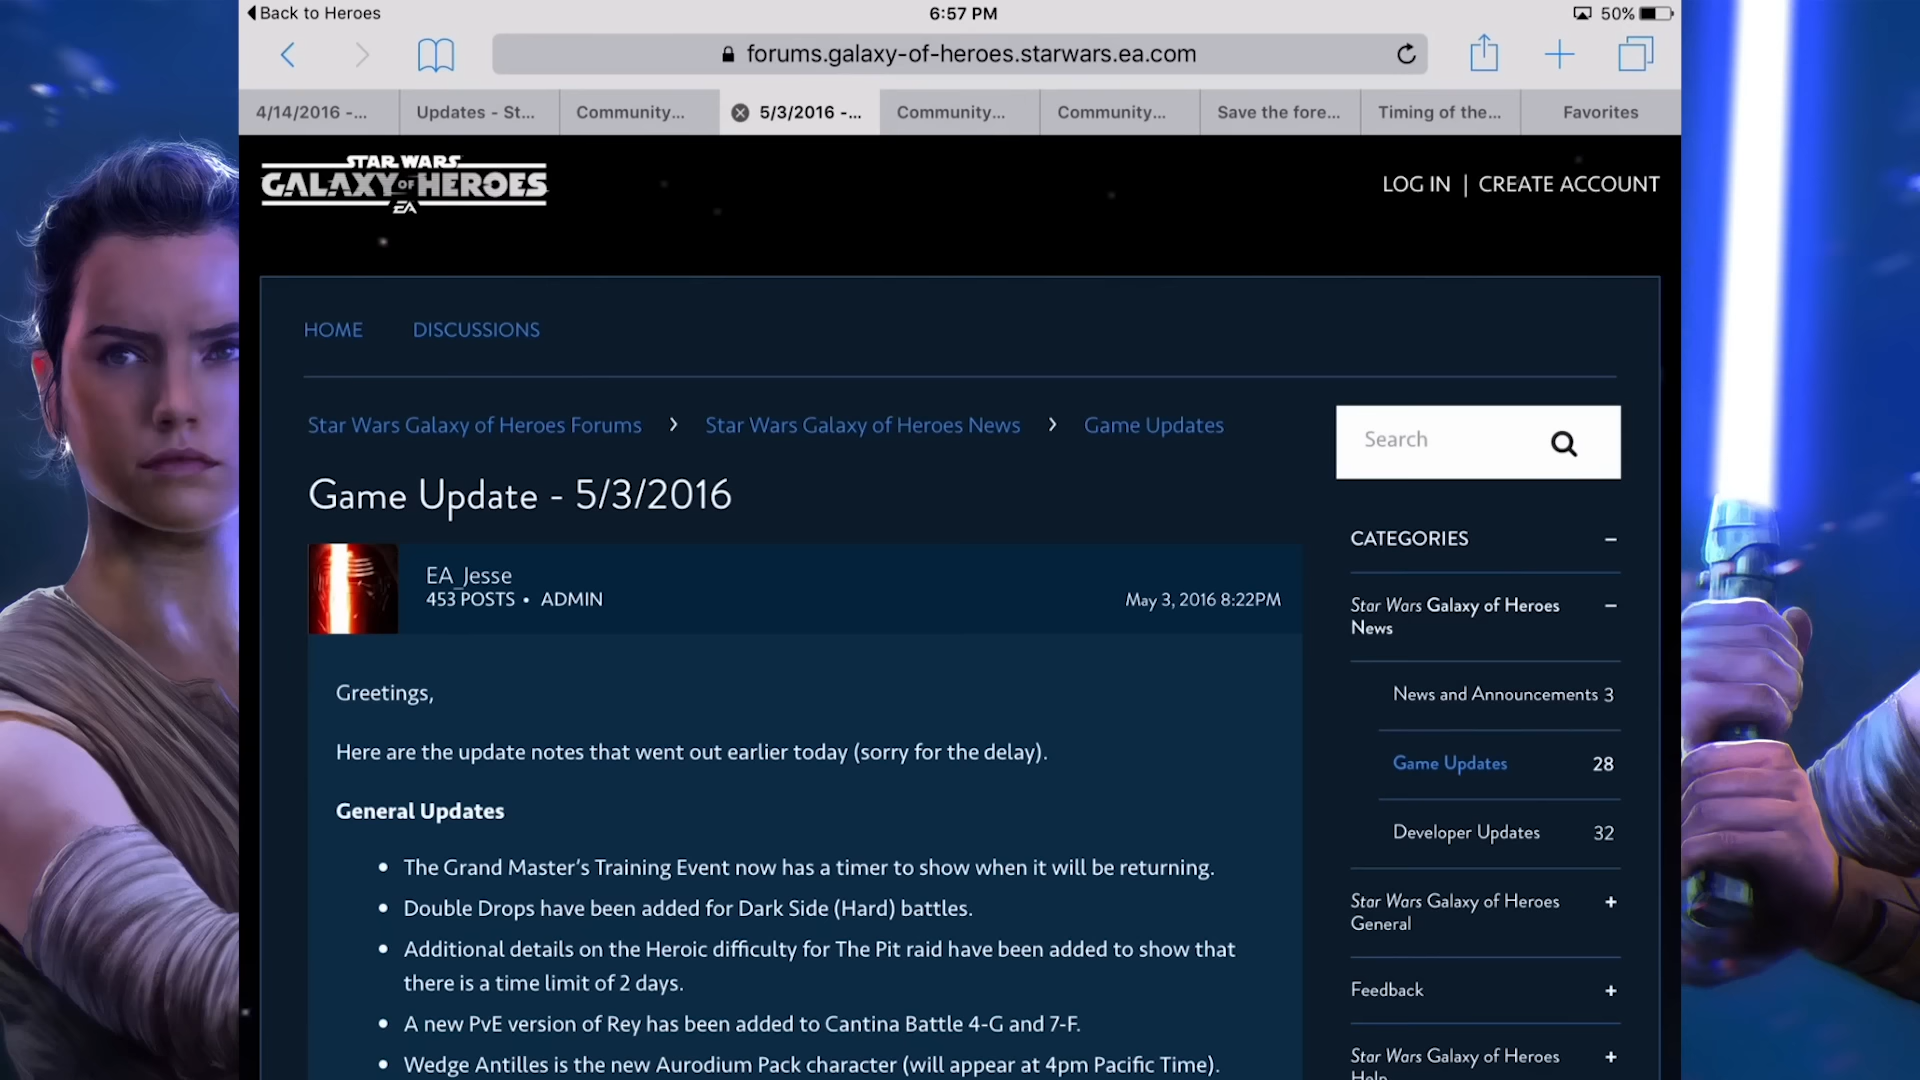 Back to Heroes
6:57 PM
50%
forums.galaxy-of-heroes.starwars.ea.com
4/14/2016 -...
Updates - St...
Community...
5/3/2016 -...
Community...
Community...
Save the fore...
Timing of the...
Favorites
STAR WARS
GALAXY OF HEROES
EA
LOG IN | CREATE ACCOUNT
HOME
DISCUSSIONS
Star Wars Galaxy of Heroes Forums > Star Wars Galaxy of Heroes News > Game Updates
Search
Game Update - 5/3/2016
EA_Jesse
453 POSTS • ADMIN
May 3, 2016 8:22PM
Greetings,
Here are the update notes that went out earlier today (sorry for the delay).
General Updates
• The Grand Master's Training Event now has a timer to show when it will be returning.
• Double Drops have been added for Dark Side (Hard) battles.
• Additional details on the Heroic difficulty for The Pit raid have been added to show that
there is a time limit of 2 days.
• A new PvE version of Rey has been added to Cantina Battle 4-G and 7-F.
• Wedge Antilles is the new Aurodium Pack character (will appear at 4pm Pacific Time).
CATEGORIES −
Star Wars Galaxy of Heroes −
News
News and Announcements 3
Game Updates 28
Developer Updates 32
Star Wars Galaxy of Heroes +
General
Feedback +
Star Wars Galaxy of Heroes +
Help